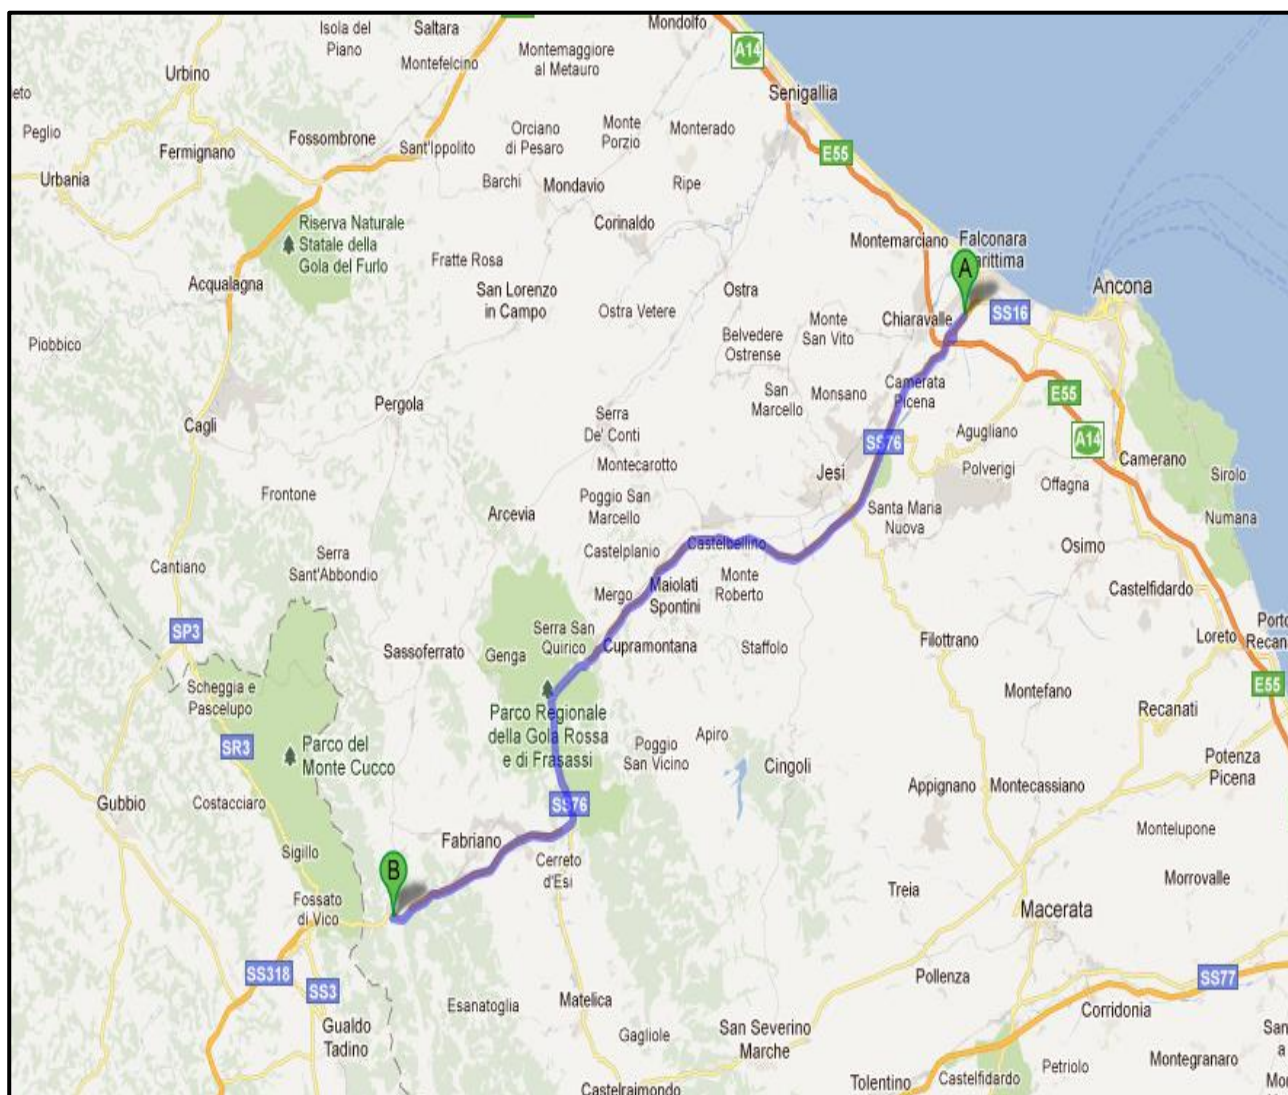 Mondolfo
Isola del
Piano
Saltara
Montemaggiore
al Metauro
Montefelcino
A14
Urbino
Senigallia
eto
Peglio
Fossombrone
Orciano
di Pesaro
Monte
Porzio
Monterado
Fermignano
Sant'Ippolito
E55
Urbania
Barchi
Mondavio
Ripe
Riserva Naturale
Statale della
Gola del Furlo
Corinaldo
Montemarciano
Falconara
arittima
Fratte Rosa
A
Acqualagna
San Lorenzo
in Campo
Ostra
Ancona
Ostra Vetere
Chiaravalle
SS16
Monte
San Vito
Piobbico
Belvedere
Ostrense
Camerata
Picena
San
Marcello
Monsano
E55
Pergola
Serra
De' Conti
Cagli
SS76
Agugliano
A14
Montecarotto
Jesi
Polverigi
Camerano
Sirolo
Offagna
Frontone
Poggio San
Marcello
Arcevia
Santa Maria
Nuova
Numana
Serra
Sant'Abbondio
Castelplanio
Castelbellino
Osimo
Cantiano
Mergo
Maiolati
Spontini
Monte
Roberto
Castelfidardo
SP3
Serra San
Quirico
Cupramontana
Staffolo
Filottrano
Loreto
Porto
Recan
Sassoferrato
Genga
E55
Scheggia e
Pascelupo
Montefano
Parco Regionale
della Gola Rossa
e di Frasassi
Recanati
SR3
Parco del
Monte Cucco
Apiro
Poggio
San Vicino
Cingoli
Potenza
Picena
Appignano
Montecassiano
Gubbio
Costacciaro
SS76
Montelupone
Fabriano
Sigillo
Cerreto
d'Esi
B
Treia
Morrovalle
Fossato
di Vico
Macerata
SS318
SS3
Pollenza
SS77
Esanatoglia
Matelica
Corridonia
Gualdo
Tadino
Gagliole
San Severino
Marche
San
a
Petriolo
Montegranaro
Castelraimondo
Tolentino
Castelfidardo
Mon